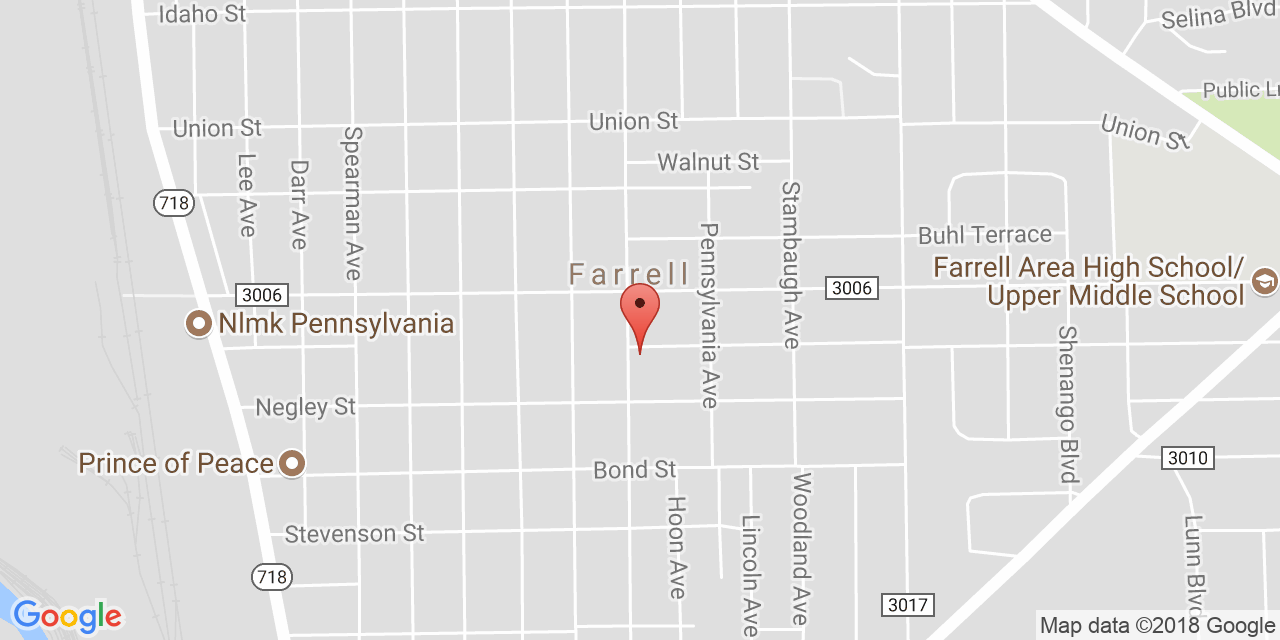 Idaho St
Selina Blvd
Public Ln
Union St
Union St
Union St
Walnut St
Lee Ave
Darr Ave
Spearman Ave
718
Stambaugh Ave
Pennsylvania Ave
Buhl Terrace
Farrell
Farrell Area High School/
Upper Middle School
3006
3006
Nlmk Pennsylvania
Shenango Blvd
Negley St
Prince of Peace
Bond St
3010
Stevenson St
Hoon Ave
Lincoln Ave
Woodland Ave
Lunn Blvd
718
3017
Google
Map data ©2018 Google